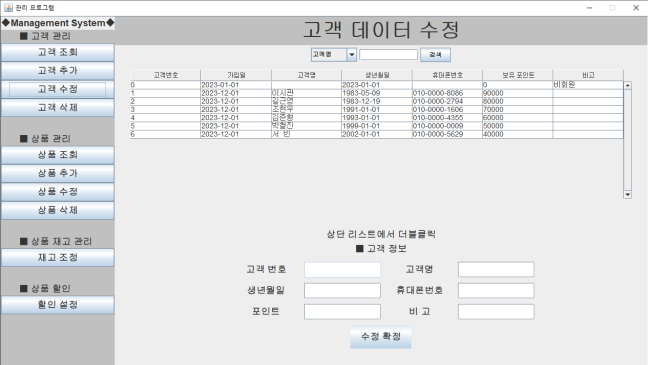 관리 프로그램
◆Management System◆
■ 고객 관리
고객 조회
고객 추가
고객 수정
고객 삭제
■ 상품 관리
상품 조회
상품 추가
상품 수정
상품 삭제
■ 상품 재고 관리
재고 조정
■ 상품 할인
할인 설정
고객 데이터 수정
고객명 검색
고객번호 가입일 고객명 생년월일 휴대폰번호 보유 포인트 비고
0 2023-01-01 2023-01-01 0 비회원
1 2023-12-01 이시관 1983-05-09 010-0000-8086 90000
2 2023-12-01 1983-12-19 010-0000-2794 80000
3 2023-12-01 1991-01-01 010-0000-1606 70000
4 2023-12-01 1993-01-01 010-0000-4355 60000
5 2023-12-01 1999-01-01 010-0000-0009 50000
6 2023-12-01 서 빈 2002-01-01 010-0000-5629 40000
상단 리스트에서 더블클릭
■ 고객 정보
고객 번호 고객명
생년월일 휴대폰번호
포인트 비 고
수정 확정